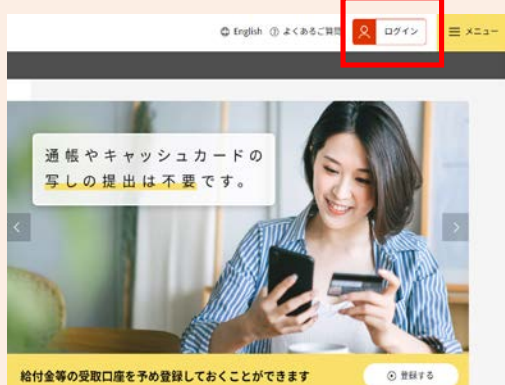 English よくあるご質問 ログイン メニュー
通帳やキャッシュカードの
写しの提出は不要です。
給付金等の受取口座を予め登録しておくことができます 登録する